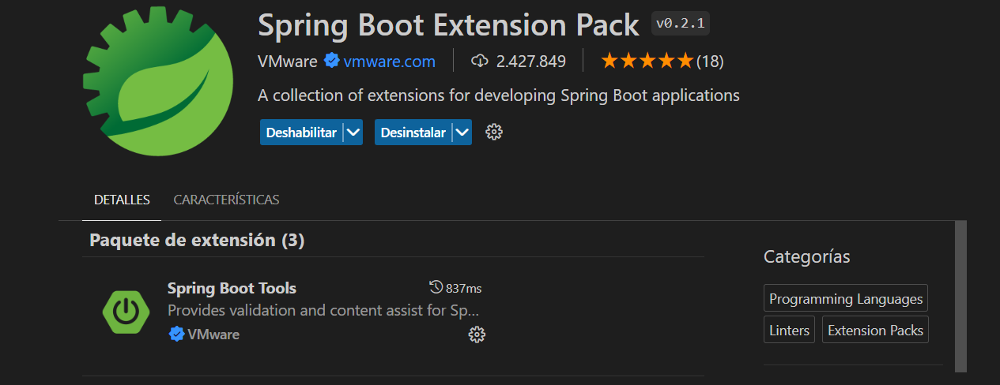 Spring Boot Extension Pack v0.2.1
VMware vmware.com 2.427.849 (18)
A collection of extensions for developing Spring Boot applications
Deshabilitar Desinstalar
DETALLES CARACTERÍSTICAS
Paquete de extensión (3)
Spring Boot Tools 837ms
Provides validation and content assist for Sp...
VMware
Categorías
Programming Languages
Linters Extension Packs